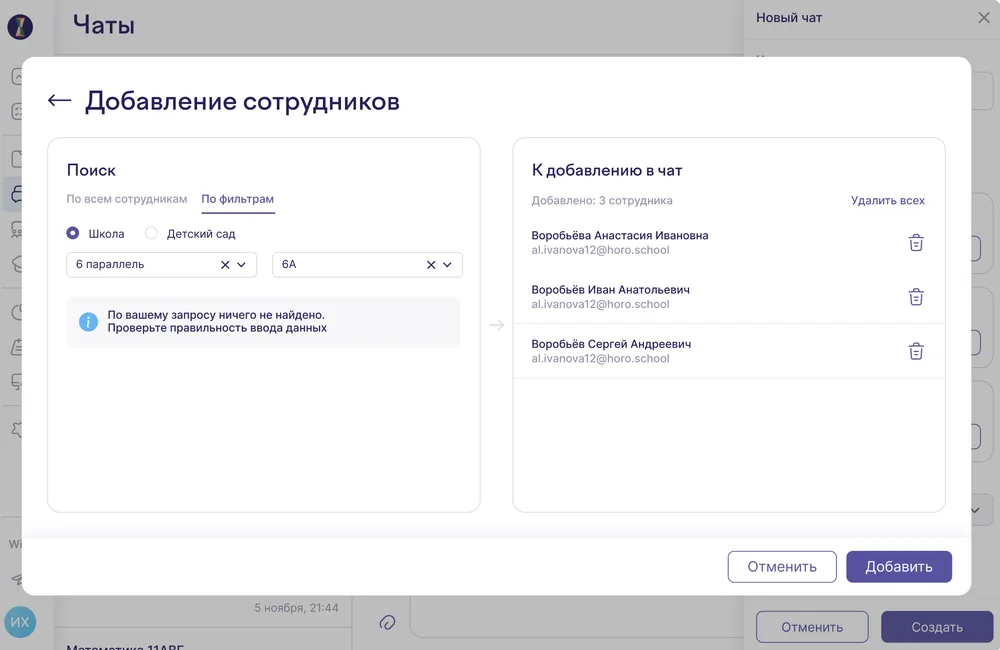 Чаты
Новый чат
Добавление сотрудников
Поиск
По всем сотрудникам
По фильтрам
Школа
Детский сад
6 параллель
6А
По вашему запросу ничего не найдено.
Проверьте правильность ввода данных
К добавлению в чат
Добавлено: 3 сотрудника
Удалить всех
Воробьёва Анастасия Ивановна
al.ivanova12@horo.school
Воробьёв Иван Анатольевич
al.ivanova12@horo.school
Воробьёв Сергей Андреевич
al.ivanova12@horo.school
Отменить
Добавить
Wi
5 ноября, 21:44
ИХ
Отменить
Создать
Математика 11АВГ